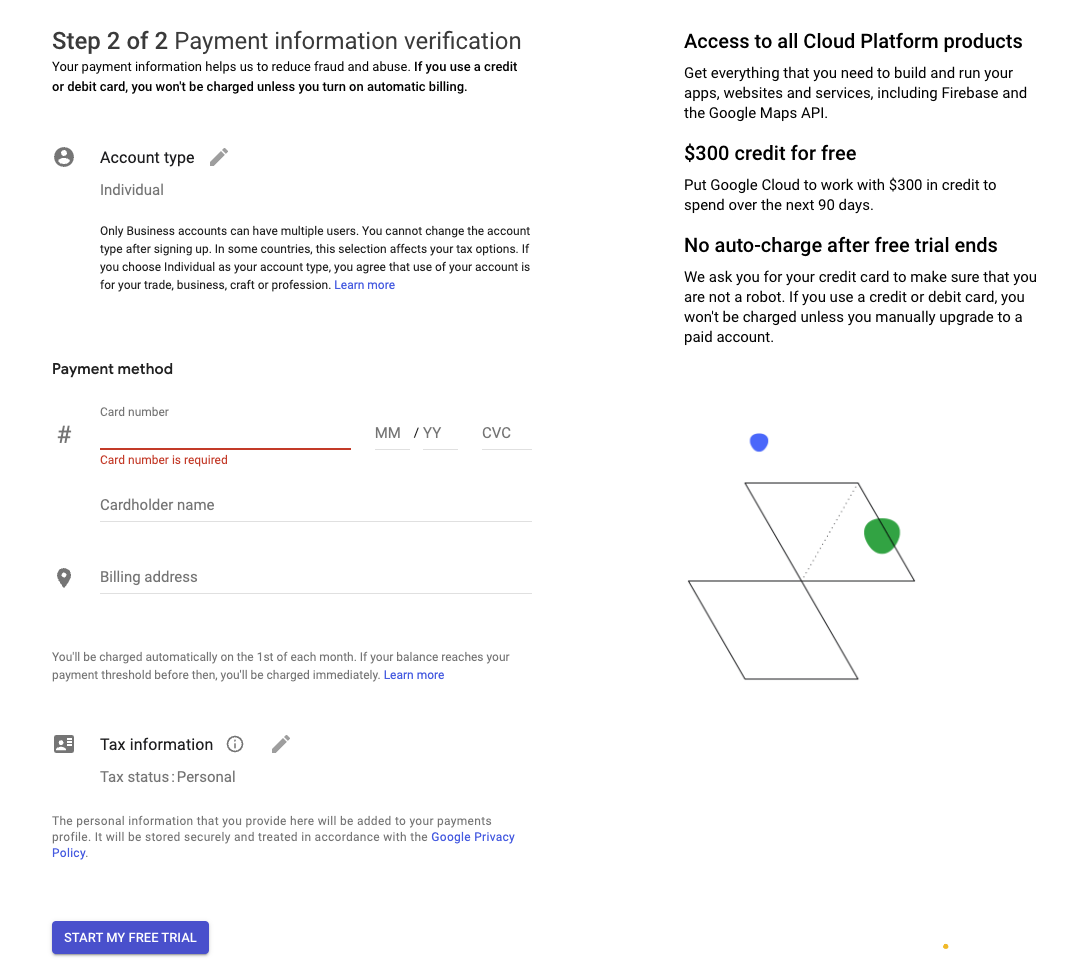 Step 2 of 2 Payment information verification
Your payment information helps us to reduce fraud and abuse. If you use a credit
or debit card, you won't be charged unless you turn on automatic billing.
Account type
Individual
Only Business accounts can have multiple users. You cannot change the account
type after signing up. In some countries, this selection affects your tax options. If
you choose Individual as your account type, you agree that use of your account is
for your trade, business, craft or profession. Learn more
Payment method
Card number
# MM / YY CVC
Card number is required
Cardholder name
Billing address
You'll be charged automatically on the 1st of each month. If your balance reaches your
payment threshold before then, you'll be charged immediately. Learn more
Tax information
Tax status: Personal
The personal information that you provide here will be added to your payments
profile. It will be stored securely and treated in accordance with the Google Privacy
Policy.
START MY FREE TRIAL
Access to all Cloud Platform products
Get everything that you need to build and run your
apps, websites and services, including Firebase and
the Google Maps API.
$300 credit for free
Put Google Cloud to work with $300 in credit to
spend over the next 90 days.
No auto-charge after free trial ends
We ask you for your credit card to make sure that you
are not a robot. If you use a credit or debit card, you
won't be charged unless you manually upgrade to a
paid account.